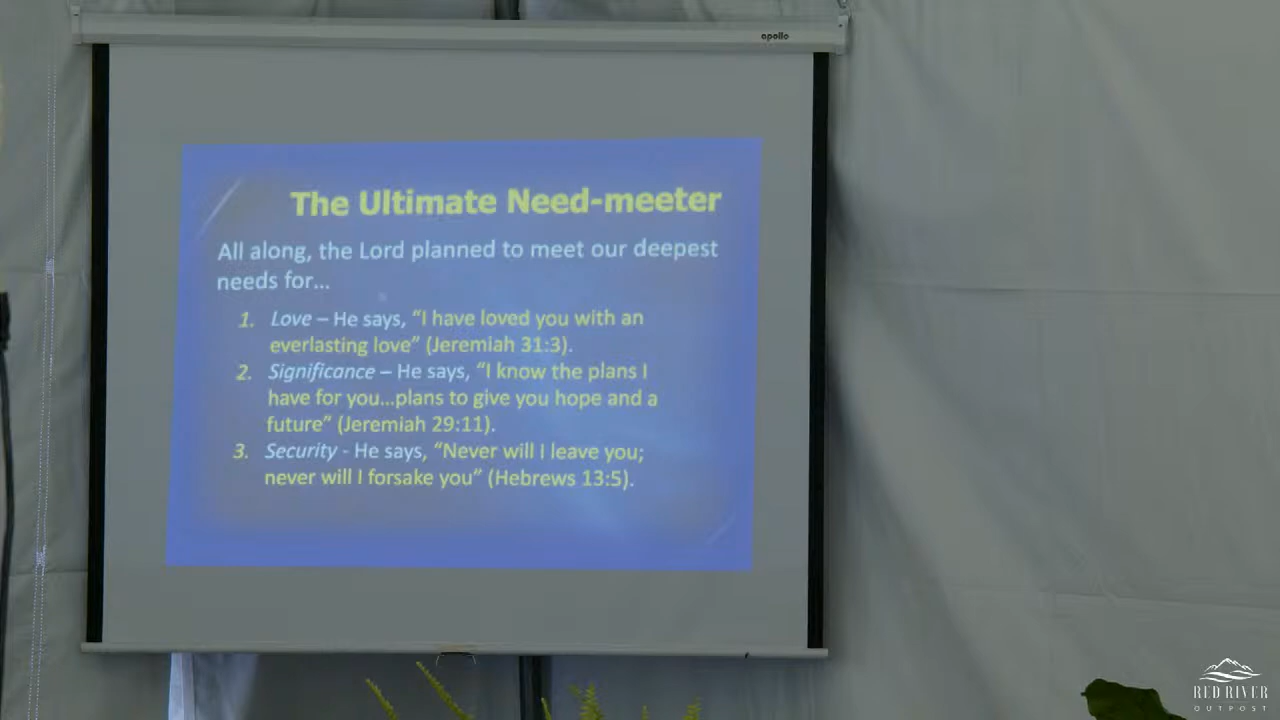 apollo
The Ultimate Need-meeter
All along, the Lord planned to meet our deepest
needs for...
1. Love – He says, “I have loved you with an
everlasting love” (Jeremiah 31:3).
2. Significance – He says, “I know the plans I
have for you...plans to give you hope and a
future” (Jeremiah 29:11).
3. Security - He says, “Never will I leave you;
never will I forsake you” (Hebrews 13:5).
RED RIVER
OUTPOST